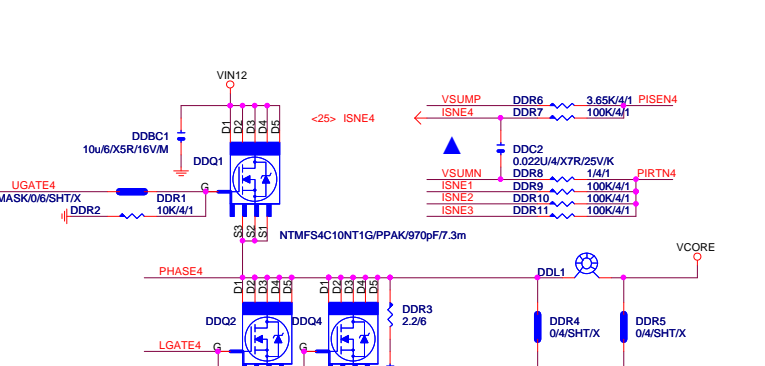 VIN12
<25> ISNE4
VSUMP DDR6 3.65K/4/1 PISEN4
ISNE4 DDR7 100K/4/1
D1 D2 D3 D4 D5
DDBC1
10u/6/X5R/16V/M
DDQ1
DDC2
0.022U/4/X7R/25V/K
VSUMN DDR8 1/4/1 PIRTN4
UGATE4 G ISNE1 DDR9 100K/4/1
MASK/0/6/SHT/X DDR1 ISNE2 DDR10 100K/4/1
DDR2 10K/4/1 ISNE3 DDR11 100K/4/1
S3 S2 S1
NTMFS4C10NT1G/PPAK/970pF/7.3m
VCORE
PHASE4 DDL1
D1 D2 D3 D4 D5 D1 D2 D3 D4 D5
DDR3
2.2/6
DDQ2 DDQ4 DDR4 DDR5
0/4/SHT/X 0/4/SHT/X
LGATE4 G G